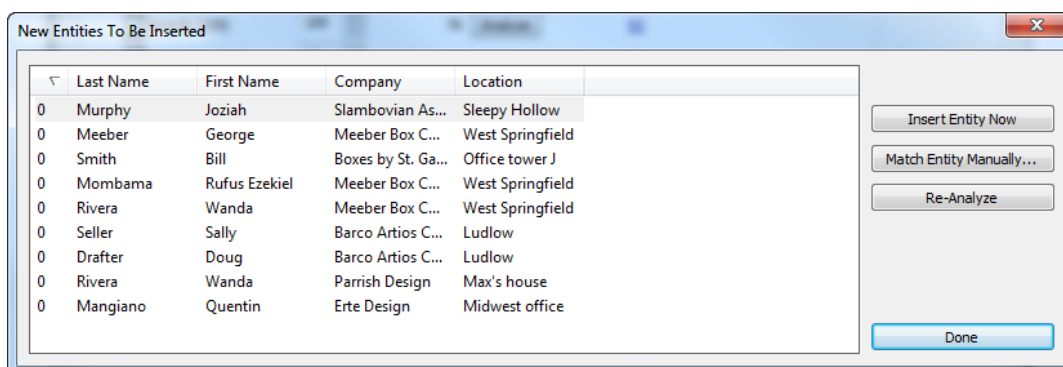 New Entities To Be Inserted
Last Name First Name Company Location
0 Murphy Joziah Slambovian As... Sleepy Hollow
0 Meeber George Meeber Box C... West Springfield
0 Smith Bill Boxes by St. Ga... Office tower J
0 Mombama Rufus Ezekiel Meeber Box C... West Springfield
0 Rivera Wanda Meeber Box C... West Springfield
0 Seller Sally Barco Artios C... Ludlow
0 Drafter Doug Barco Artios C... Ludlow
0 Rivera Wanda Parrish Design Max's house
0 Mangiano Quentin Erte Design Midwest office
Insert Entity Now
Match Entity Manually...
Re-Analyze
Done